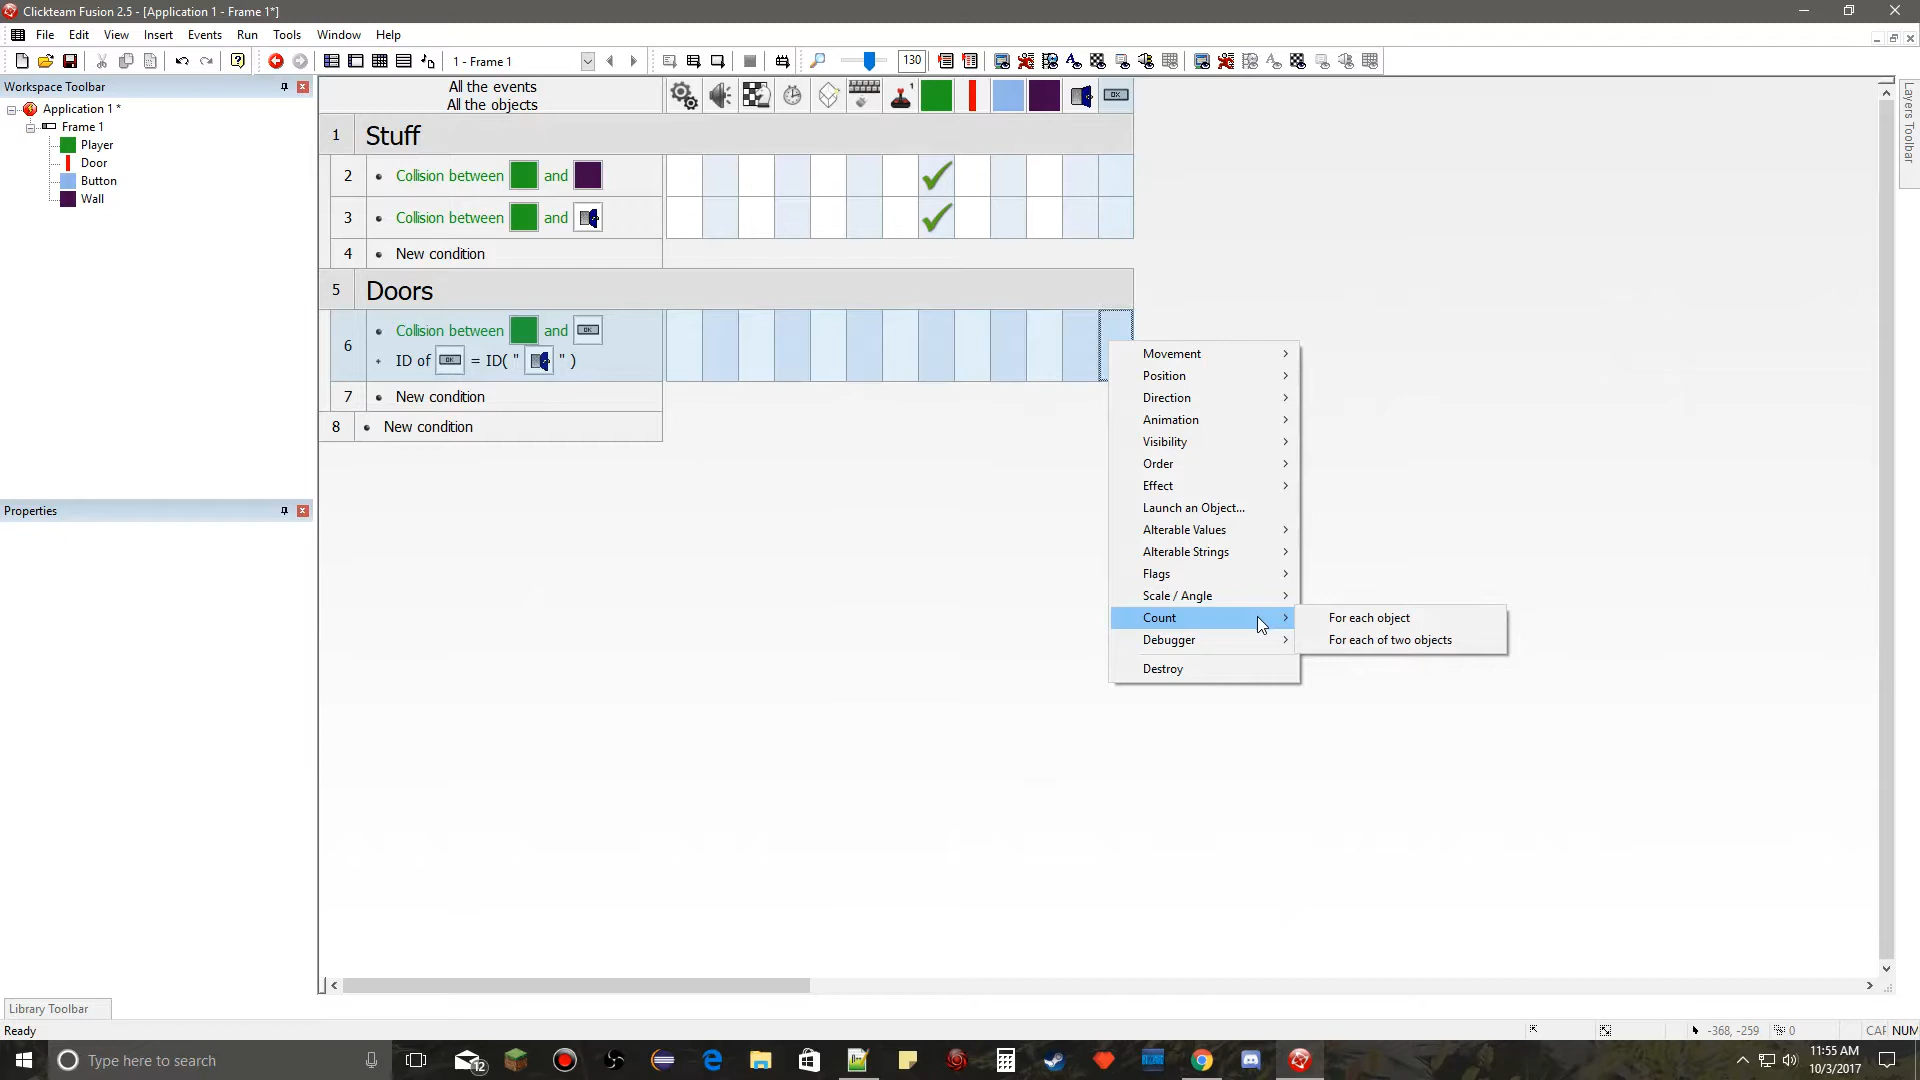 Clickteam Fusion 2.5 - [Application 1 - Frame 1*]
File Edit View Insert Events Run Tools Window Help
1 - Frame 1
130
Workspace Toolbar
Application 1 *
Frame 1
Player
Door
Button
Wall
Properties
Library Toolbar
Layers Toolbar
All the events
All the objects
1 Stuff
2 Collision between and
3 Collision between and
4 New condition
5 Doors
6 Collision between and OK
+ ID of OK = ID( " " )
7 New condition
8 New condition
OK
Movement
Position
Direction
Animation
Visibility
Order
Effect
Launch an Object...
Alterable Values
Alterable Strings
Flags
Scale / Angle
Count
Debugger
Destroy
For each object
For each of two objects
Ready
-368, -259
0
CAP NUM
Type here to search
12
11:55 AM
10/3/2017